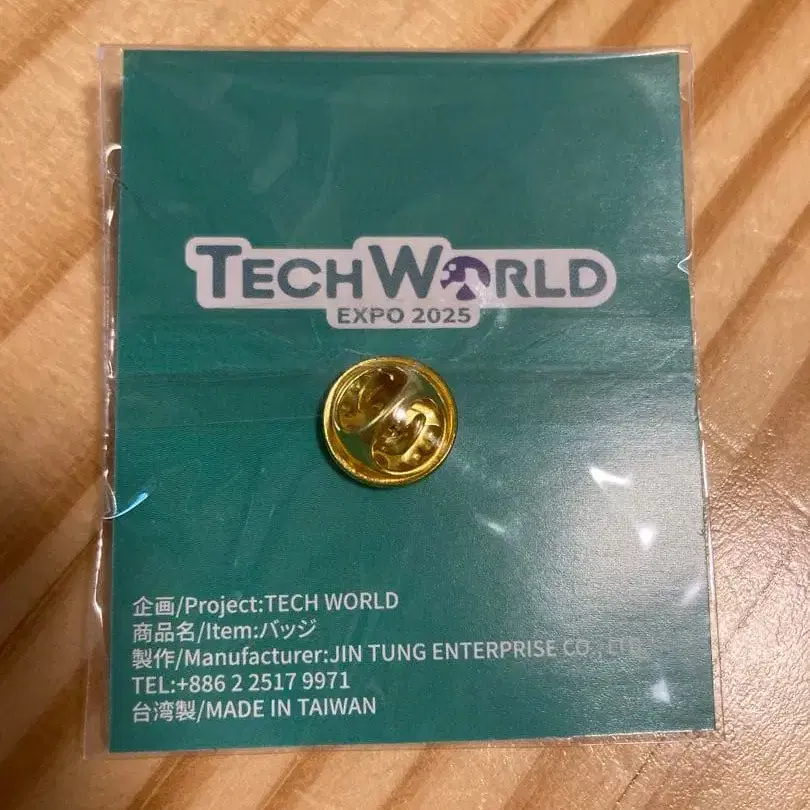 TECHWORLD
EXPO 2025
企画/Project:TECH WORLD
商品名/Item:バッジ
製作/Manufacturer:JIN TUNG ENTERPRISE CO., LTD.
TEL:+886 2 2517 9971
台湾製/MADE IN TAIWAN